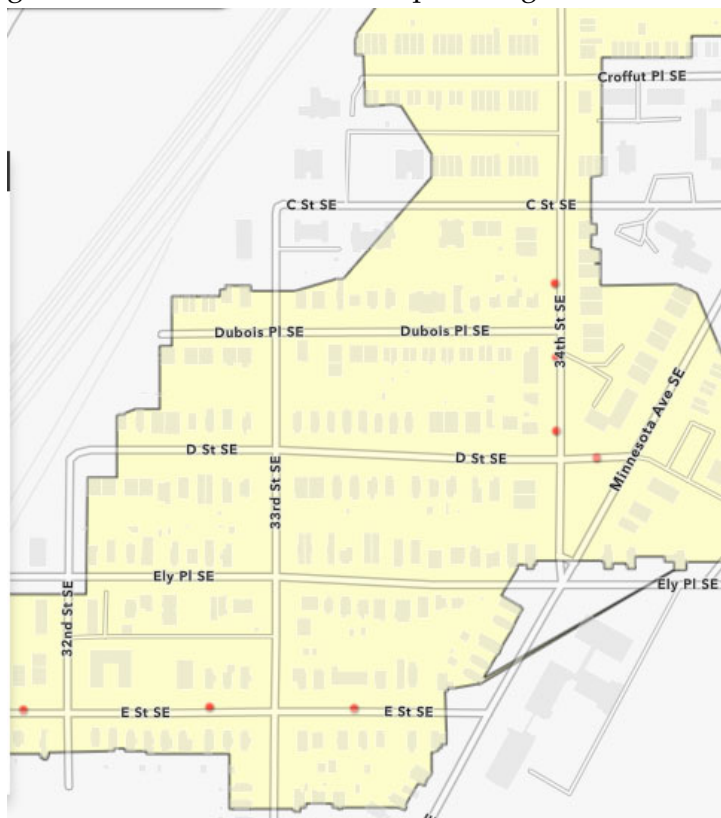 Croffut Pl SE
C St SE
C St SE
Dubois Pl SE
Dubois Pl SE
34th St SE
Minnesota Ave SE
D St SE
D St SE
33rd St SE
Ely Pl SE
Ely Pl SE
32nd St SE
E St SE
E St SE